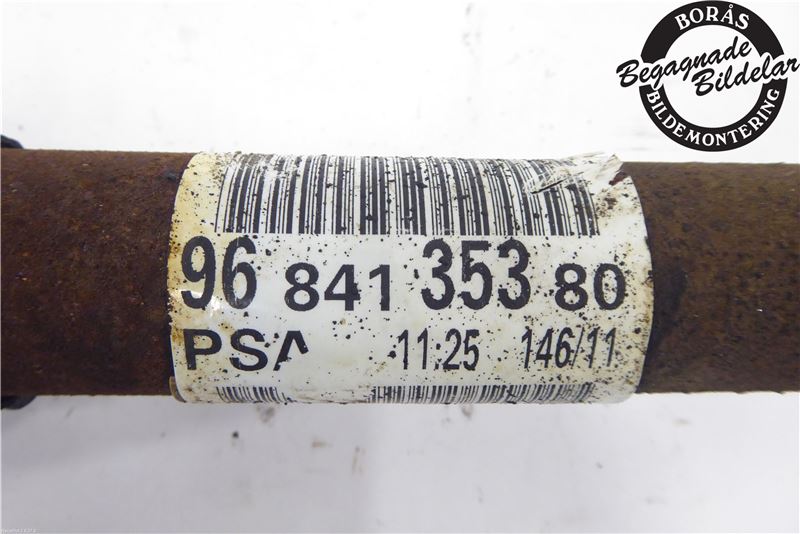 BORÅS
Begagnade
Bildelar
BILDEMONTERING
96 841 353 80
PSA 11:25 146/11